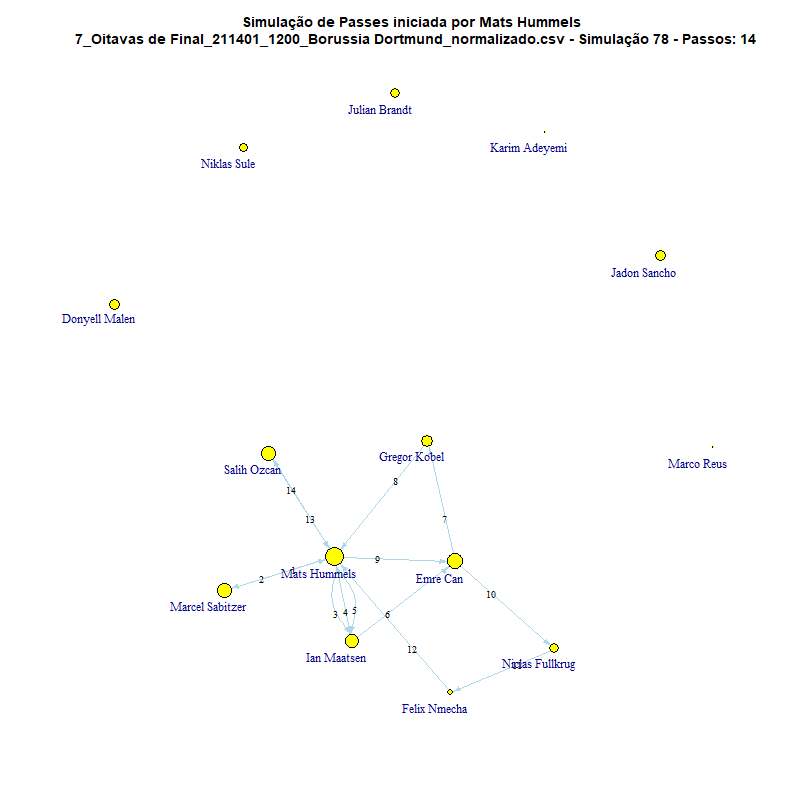 Simulação de Passes iniciada por Mats Hummels
7_Oitavas de Final_211401_1200_Borussia Dortmund_normalizado.csv - Simulação 78 - Passos: 14
Julian Brandt
Karim Adeyemi
Niklas Sule
Jadon Sancho
Donyell Malen
Gregor Kobel
Marco Reus
Salih Ozcan
8
14
13
7
9
Mats Hummels
1
Emre Can
2
Marcel Sabitzer
10
3
4
5
6
12
Ian Maatsen
Niclas Fullkrug
11
Felix Nmecha